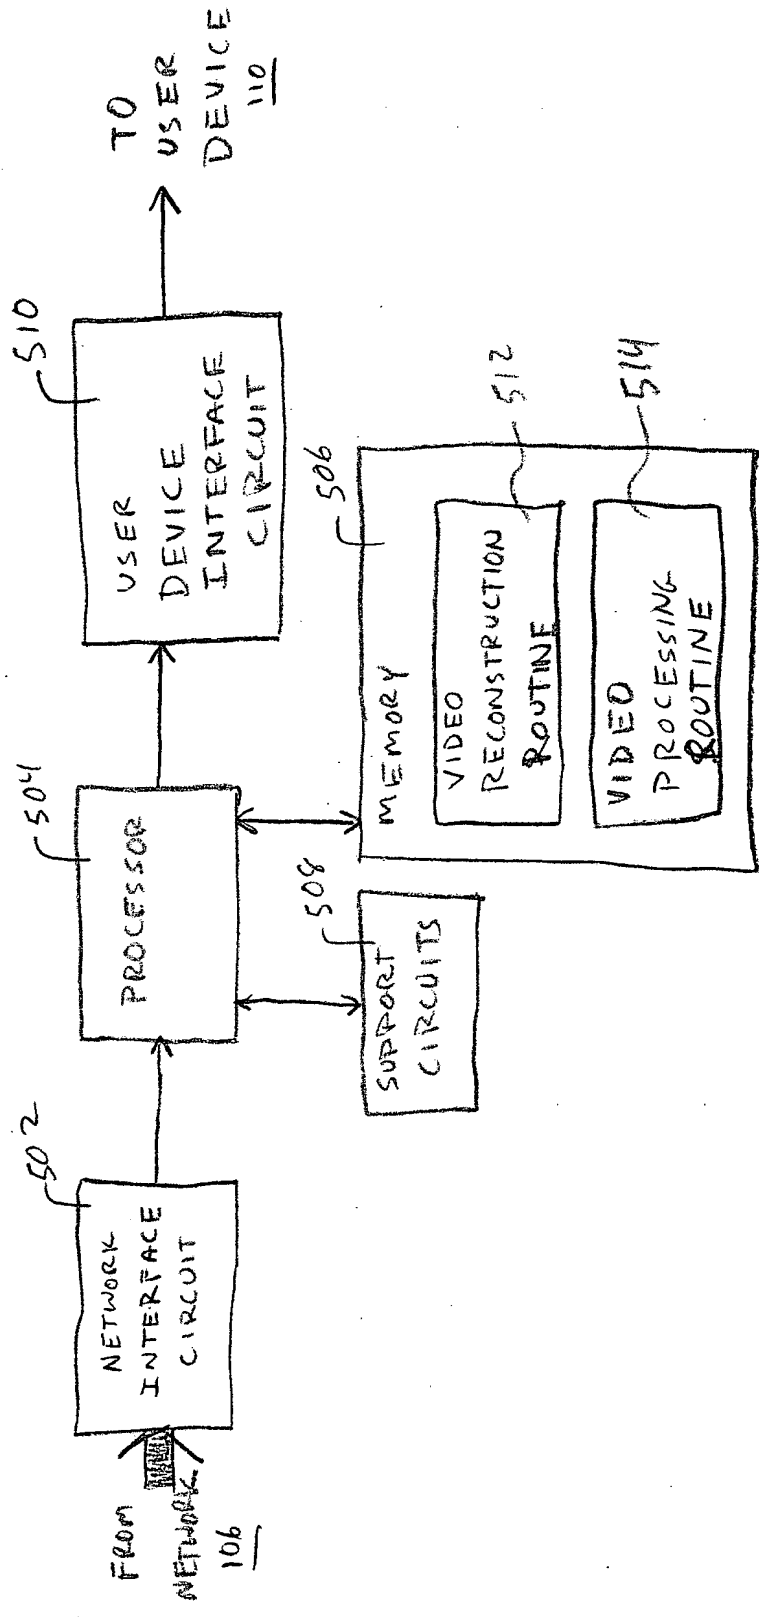 FROM
NETWORK
106
502
NETWORK
INTERFACE
CIRCUIT
504
PROCESSOR
510
USER
DEVICE
INTERFACE
CIRCUIT
TO
USER
DEVICE
110
508
SUPPORT
CIRCUITS
506
MEMORY
VIDEO
RECONSTRUCTION
ROUTINE
512
VIDEO
PROCESSING
ROUTINE
514